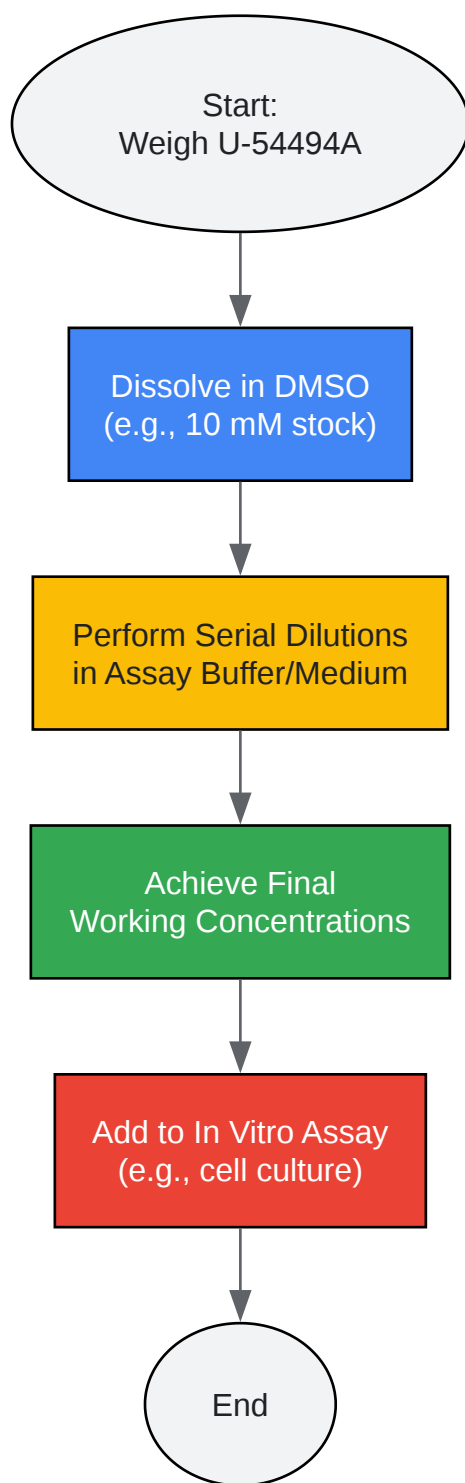 Start:
Weigh U-54494A
Dissolve in DMSO
(e.g., 10 mM stock)
Perform Serial Dilutions
in Assay Buffer/Medium
Achieve Final
Working Concentrations
Add to In Vitro Assay
(e.g., cell culture)
End